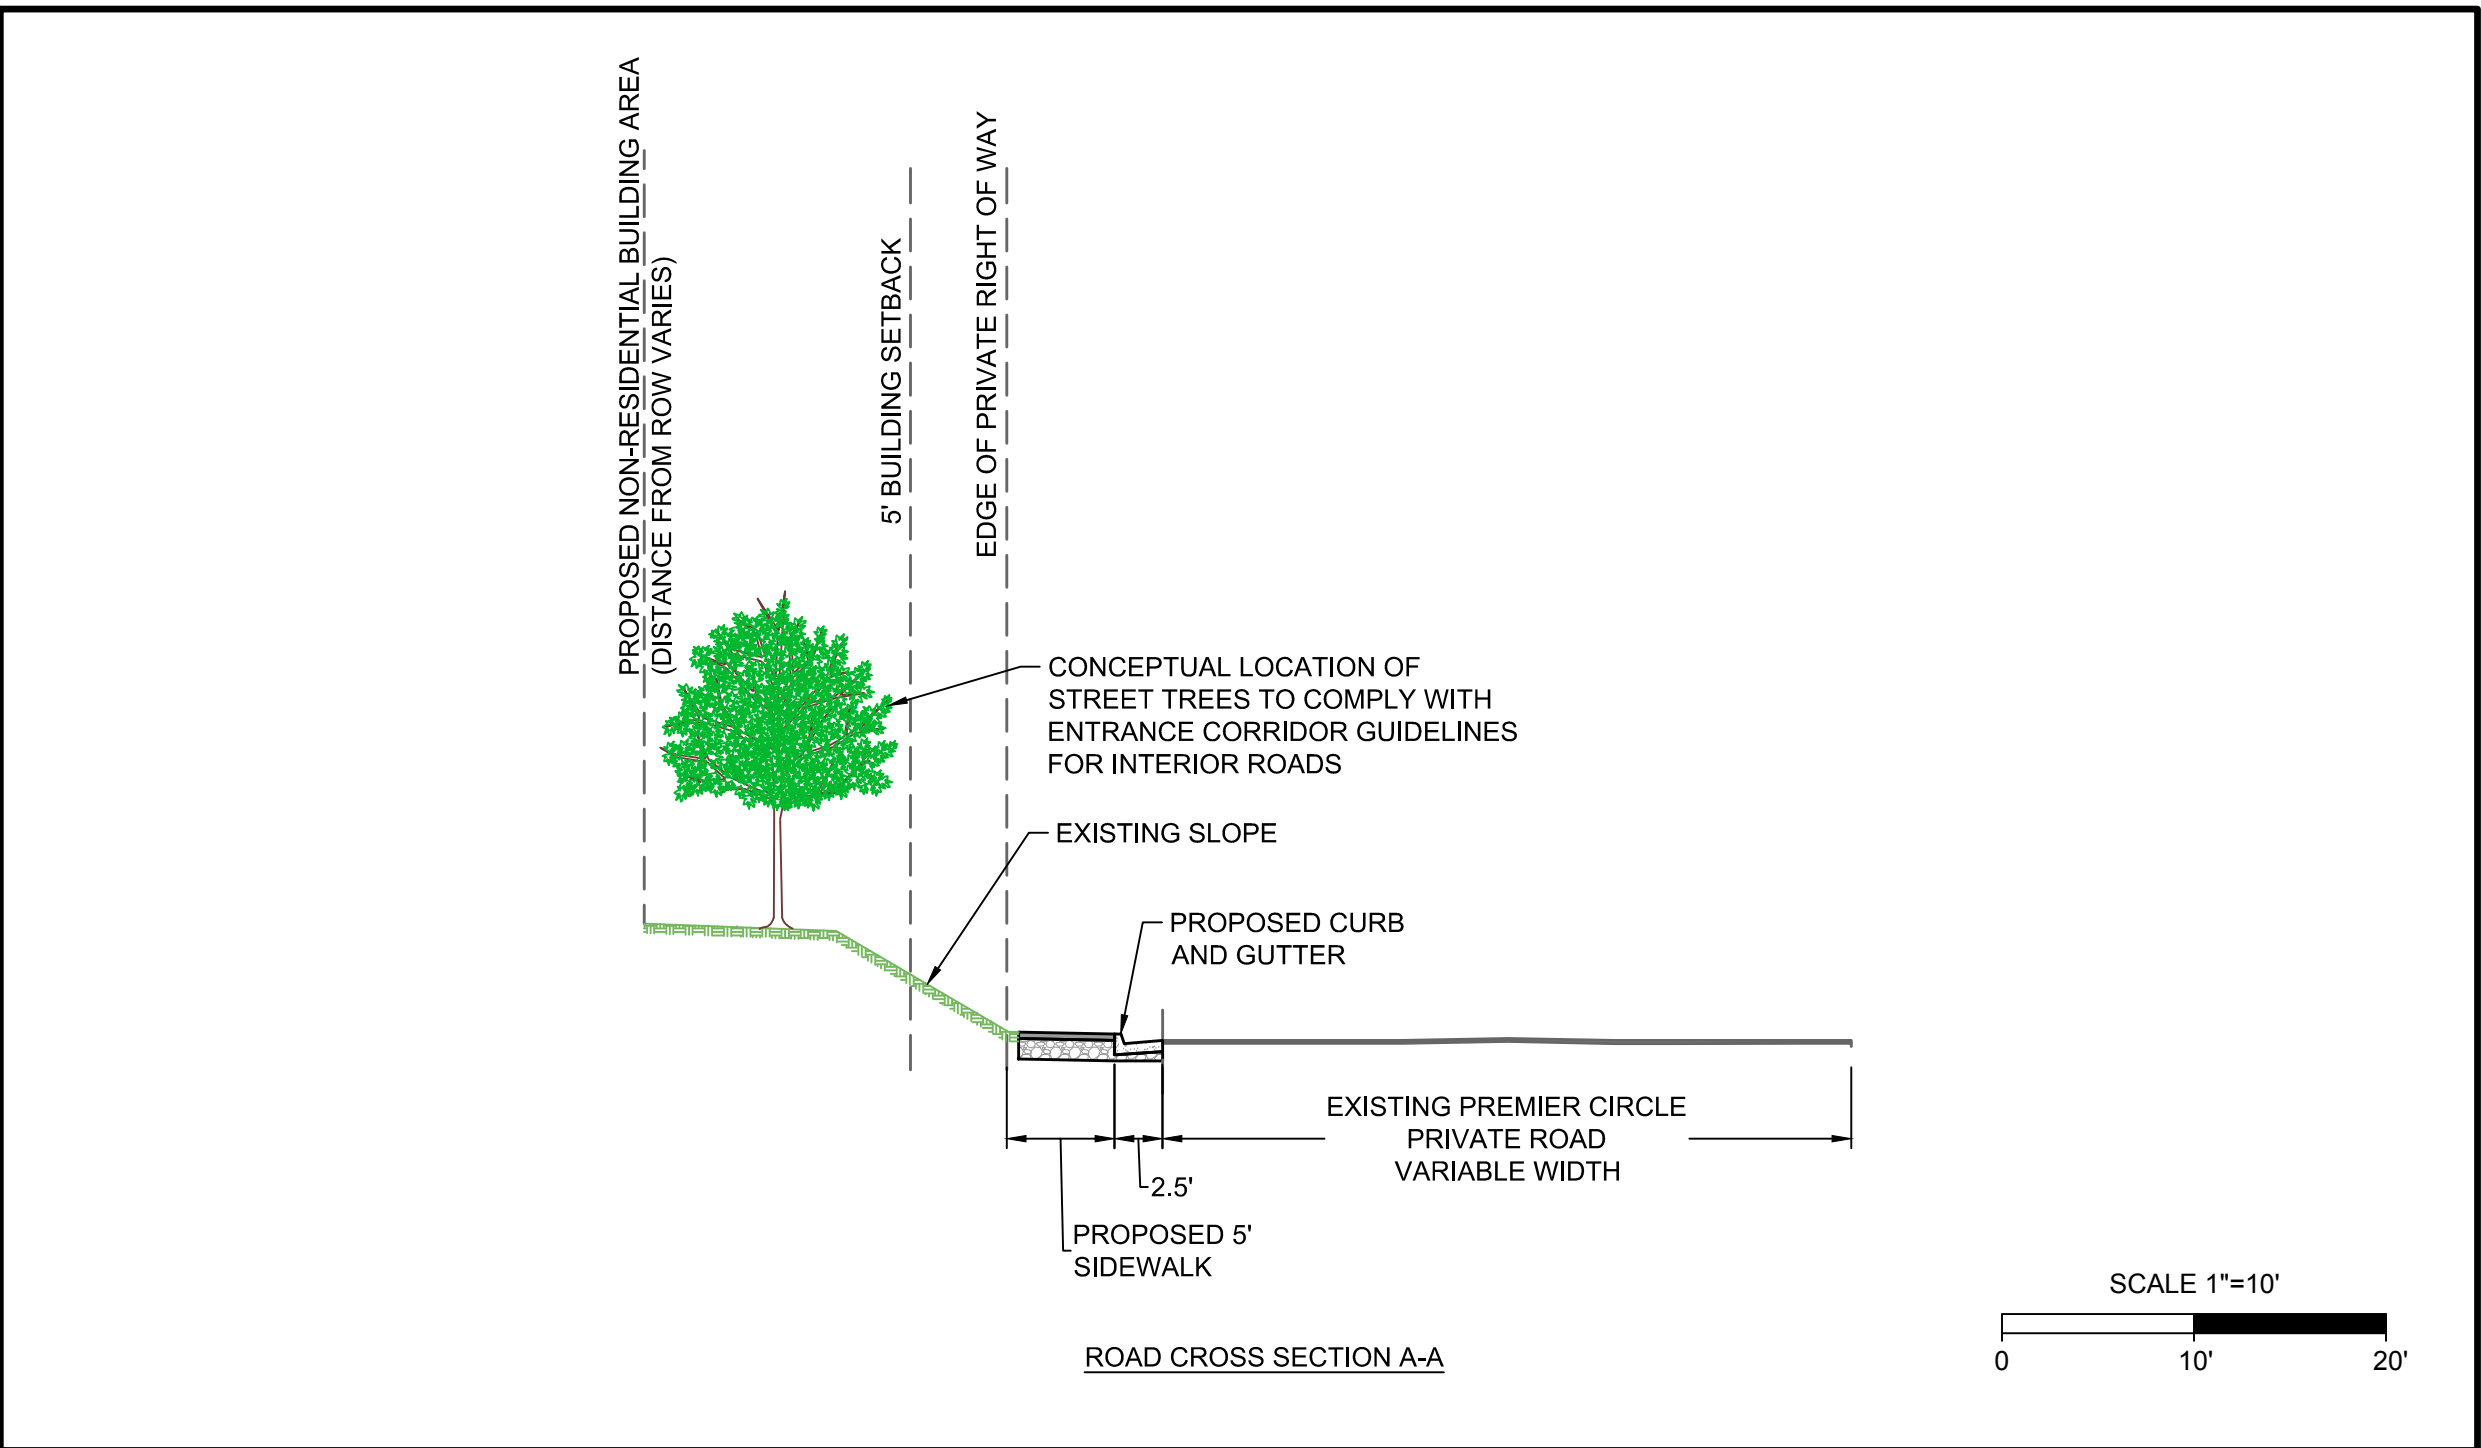 PROPOSED NON-RESIDENTIAL BUILDING AREA
(DISTANCE FROM ROW VARIES)
5' BUILDING SETBACK
EDGE OF PRIVATE RIGHT OF WAY
CONCEPTUAL LOCATION OF
STREET TREES TO COMPLY WITH
ENTRANCE CORRIDOR GUIDELINES
FOR INTERIOR ROADS
EXISTING SLOPE
PROPOSED CURB
AND GUTTER
EXISTING PREMIER CIRCLE
PRIVATE ROAD
VARIABLE WIDTH
2.5'
PROPOSED 5'
SIDEWALK
SCALE 1"=10'
0 10' 20'
ROAD CROSS SECTION A-A